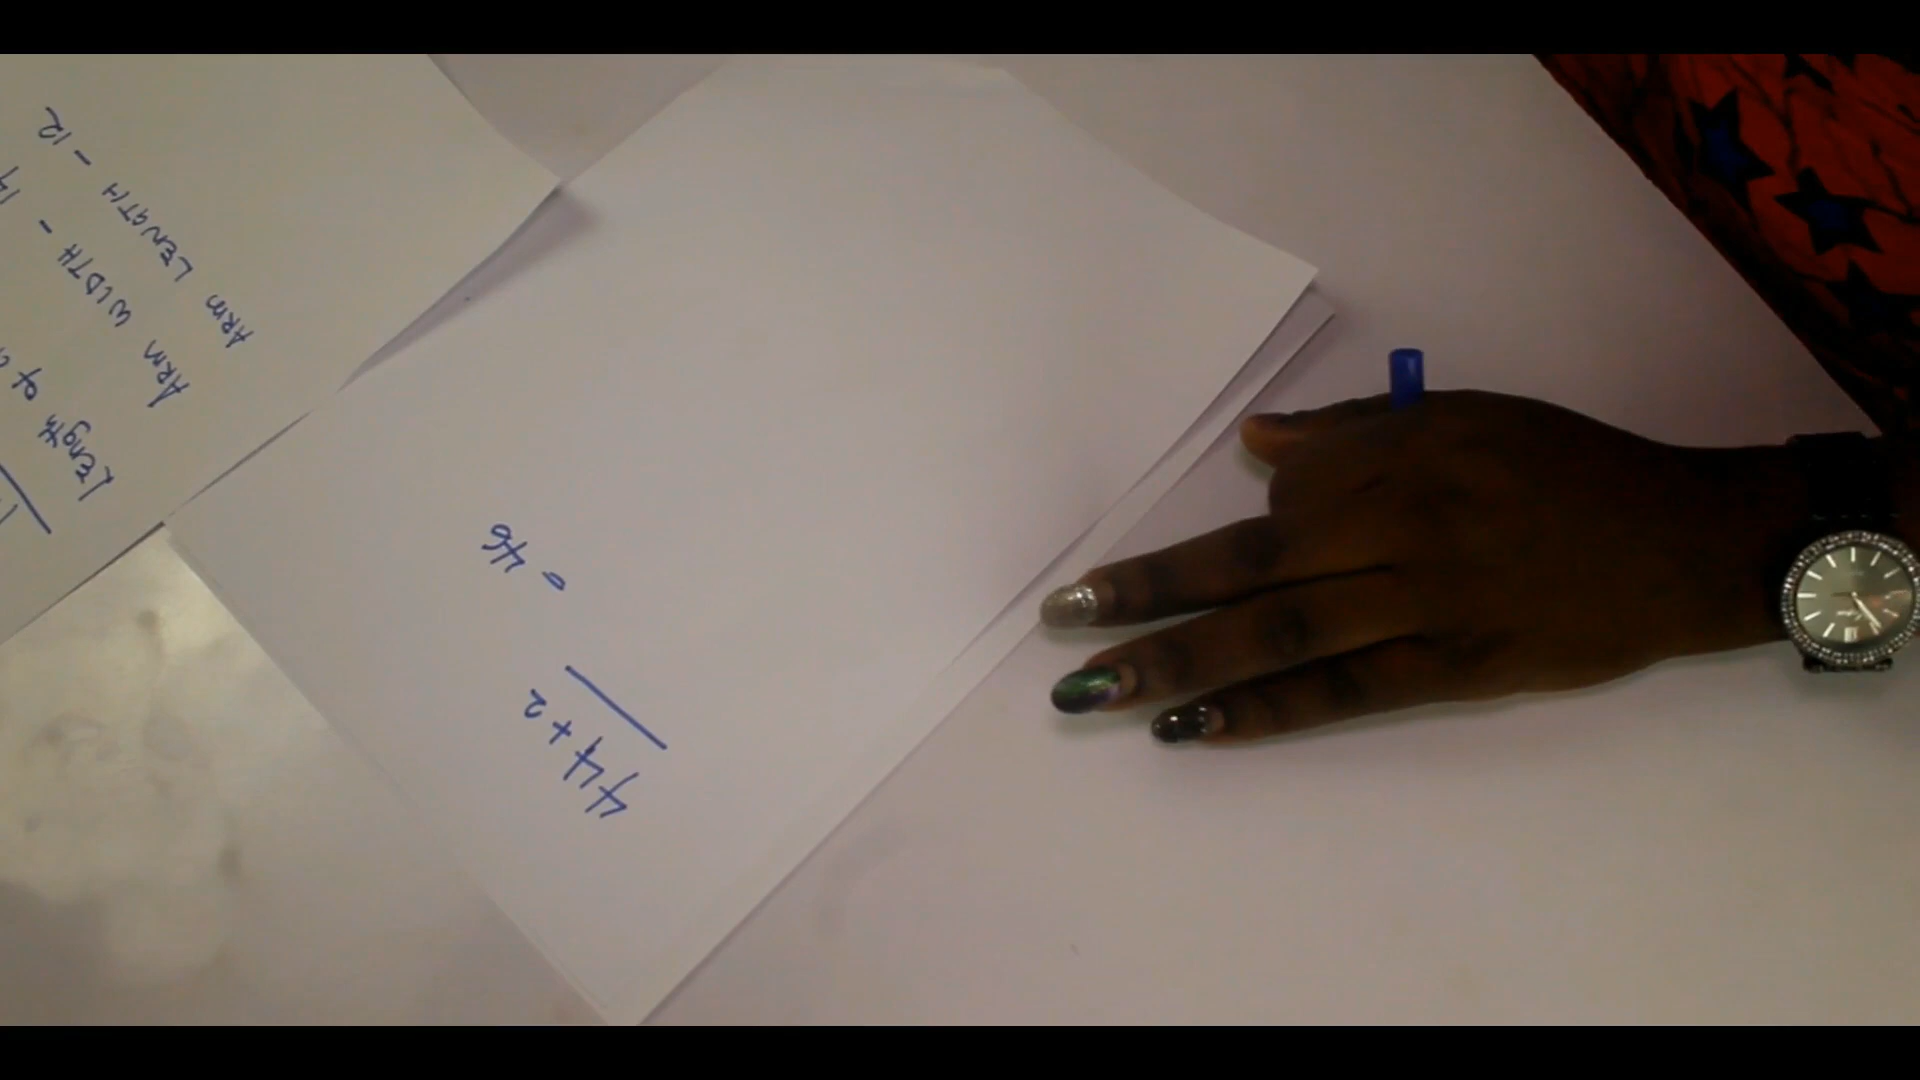 ARM LENGTH - 12
ARM WIDTH - 14
LENGTH of
44+2
= 46